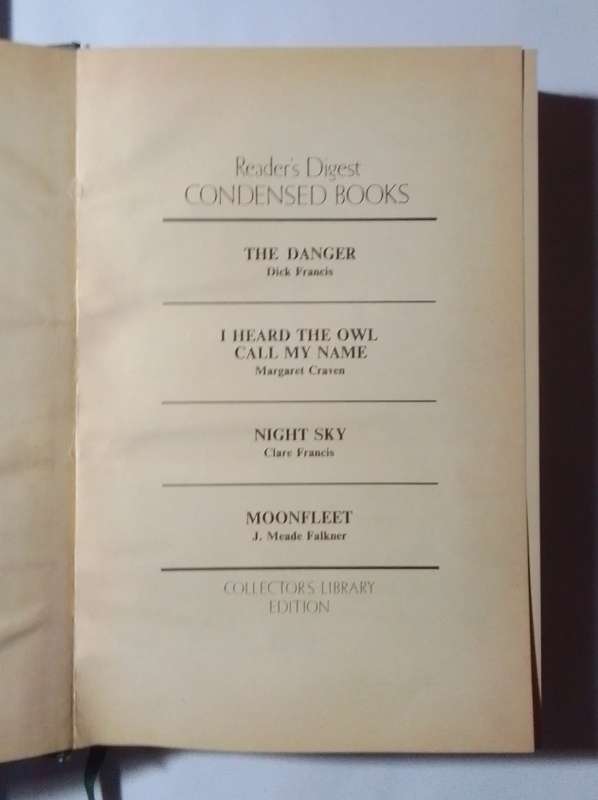 Reader's Digest
CONDENSED BOOKS
THE DANGER
Dick Francis
I HEARD THE OWL
CALL MY NAME
Margaret Craven
NIGHT SKY
Clare Francis
MOONFLEET
J. Meade Falkner
COLLECTOR'S LIBRARY
EDITION